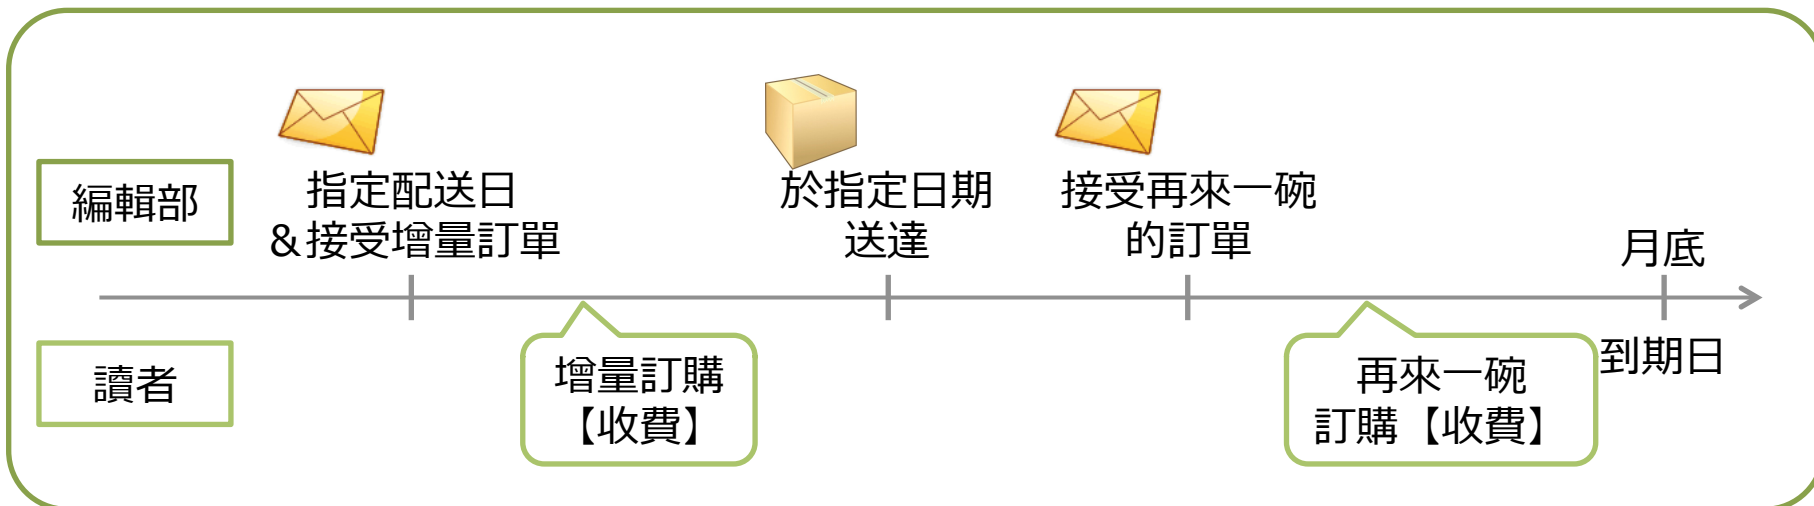 編輯部
指定配送日
&接受增量訂單
於指定日期
送達
接受再來一碗
的訂單
月底
讀者
增量訂購
【收費】
再來一碗
訂購【收費】
到期日